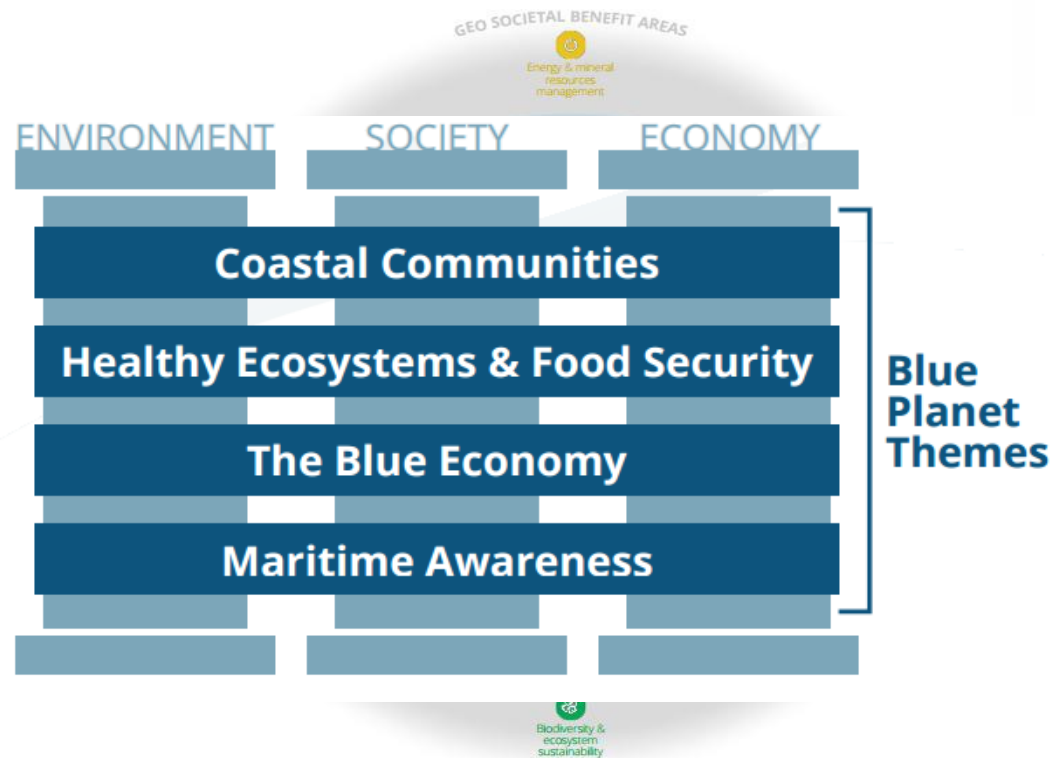 GEO SOCIETAL BENEFIT AREAS
Energy & mineral
resources
management
ENVIRONMENT
SOCIETY
ECONOMY
Coastal Communities
Healthy Ecosystems & Food Security
The Blue Economy
Maritime Awareness
Blue
Planet
Themes
Biodiversity &
ecosystem
sustainability